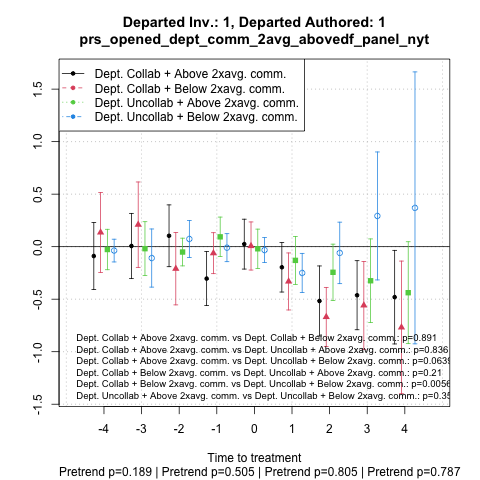 Departed Inv.: 1, Departed Authored: 1
prs_opened_dept_comm_2avg_abovedf_panel_nyt
Dept. Collab + Above 2xavg. comm.
Dept. Collab + Below 2xavg. comm.
Dept. Uncollab + Above 2xavg. comm.
Dept. Uncollab + Below 2xavg. comm.
1.5
1.0
0.5
0.0
-0.5
-1.0
-1.5
Dept. Collab + Above 2xavg. comm. vs Dept. Collab + Below 2xavg. comm.: p=0.891
Dept. Collab + Above 2xavg. comm. vs Dept. Uncollab + Above 2xavg. comm.: p=0.836
Dept. Collab + Above 2xavg. comm. vs Dept. Uncollab + Below 2xavg. comm.: p=0.063
Dept. Collab + Below 2xavg. comm. vs Dept. Uncollab + Above 2xavg. comm.: p=0.21
Dept. Collab + Below 2xavg. comm. vs Dept. Uncollab + Below 2xavg. comm.: p=0.0056
Dept. Uncollab + Above 2xavg. comm. vs Dept. Uncollab + Below 2xavg. comm.: p=0.35
-4 -3 -2 -1 0 1 2 3 4
Time to treatment
Pretrend p=0.189 | Pretrend p=0.505 | Pretrend p=0.805 | Pretrend p=0.787